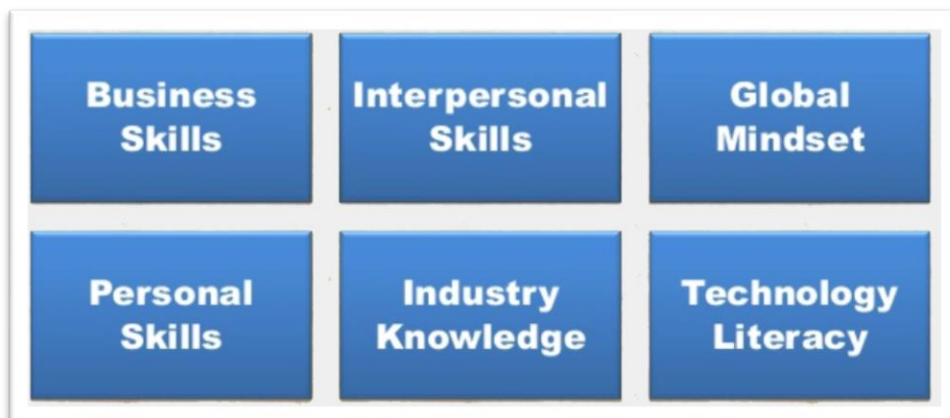 Business
Skills
Interpersonal
Skills
Global
Mindset
Personal
Skills
Industry
Knowledge
Technology
Literacy